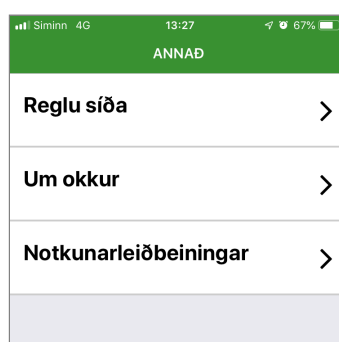 Siminn 4G 13:27 67%
ANNAÐ
Reglu síða
Um okkur
Notkunarleiðbeiningar